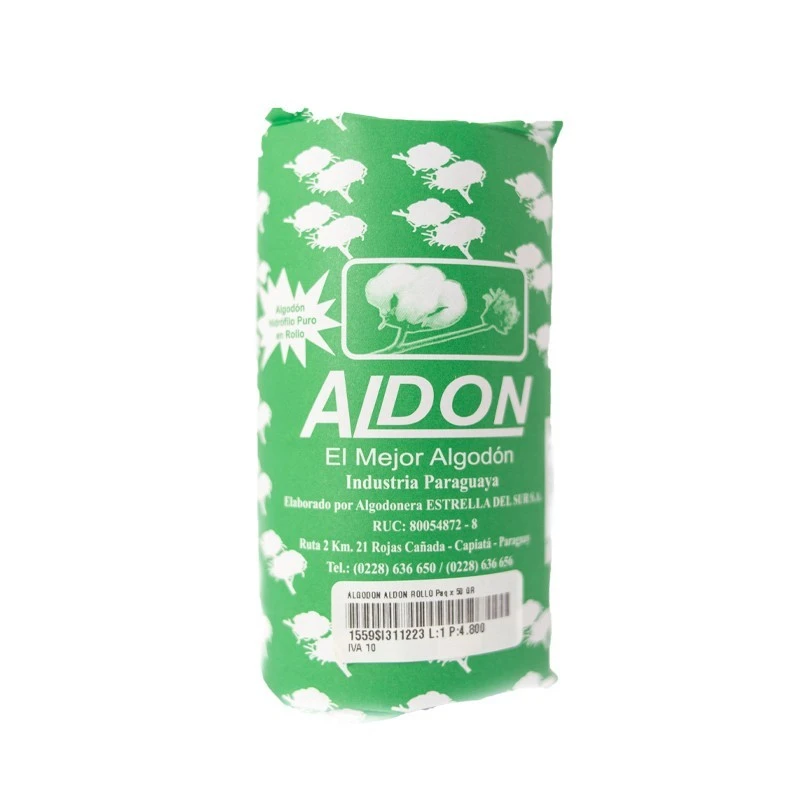 Algodón
Hidrófilo Puro
en Rollo
ALDON
El Mejor Algodón
Industria Paraguaya
Elaborado por Algodonera ESTRELLA DEL SUR S.A.
RUC: 80054872 - 8
Ruta 2 Km. 21 Rojas Cañada - Capiatá - Paraguay
Tel.: (0228) 636 650 / (0228) 636 656
ALGODON ALDON ROLLO Paq x 50 GR
1559$I311223 L:1 P:4.800
IVA 10